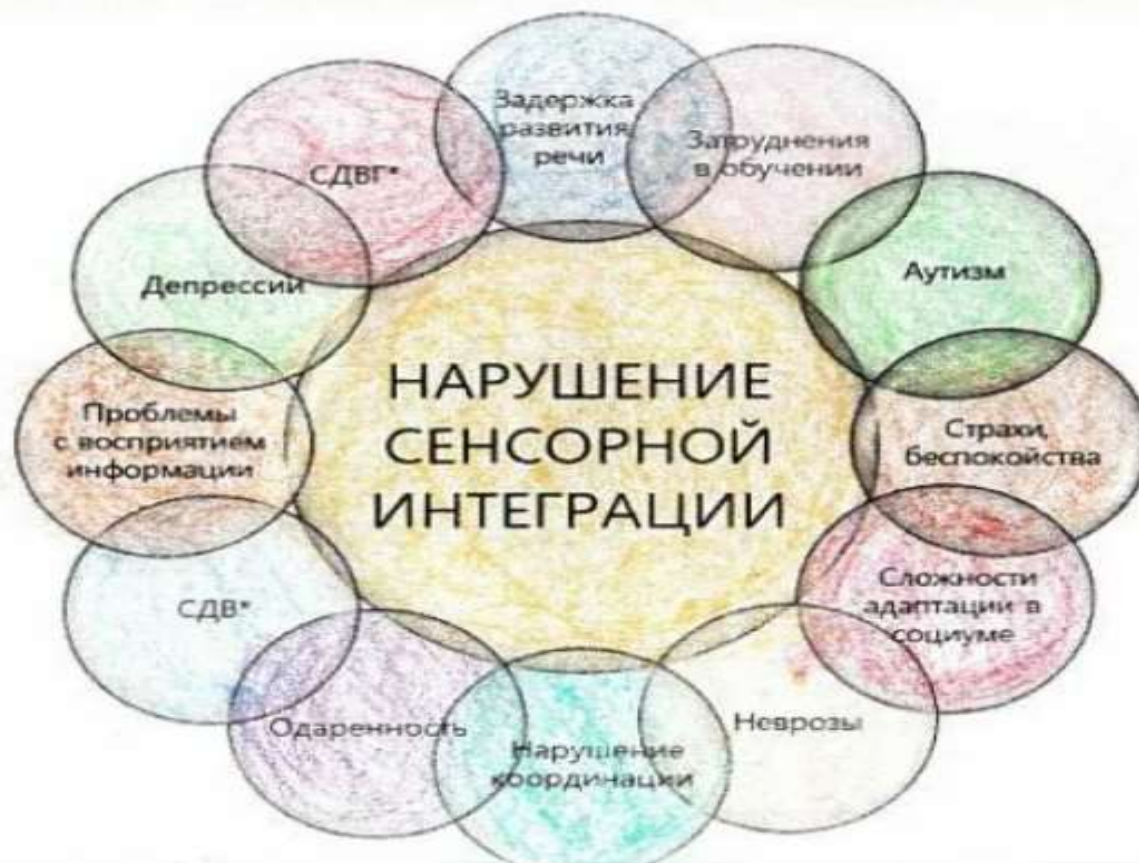 НАРУШЕНИЕ
СЕНСОРНОЙ
ИНТЕГРАЦИИ
Задержка
развития
речи
Затруднения
в обучении
Аутизм
Страхи,
беспокойства
Сложности
адаптации в
социуме
Неврозы
Нарушение
координации
Одаренность
СДВ*
Проблемы
с восприятием
информации
Депрессий
СДВГ*